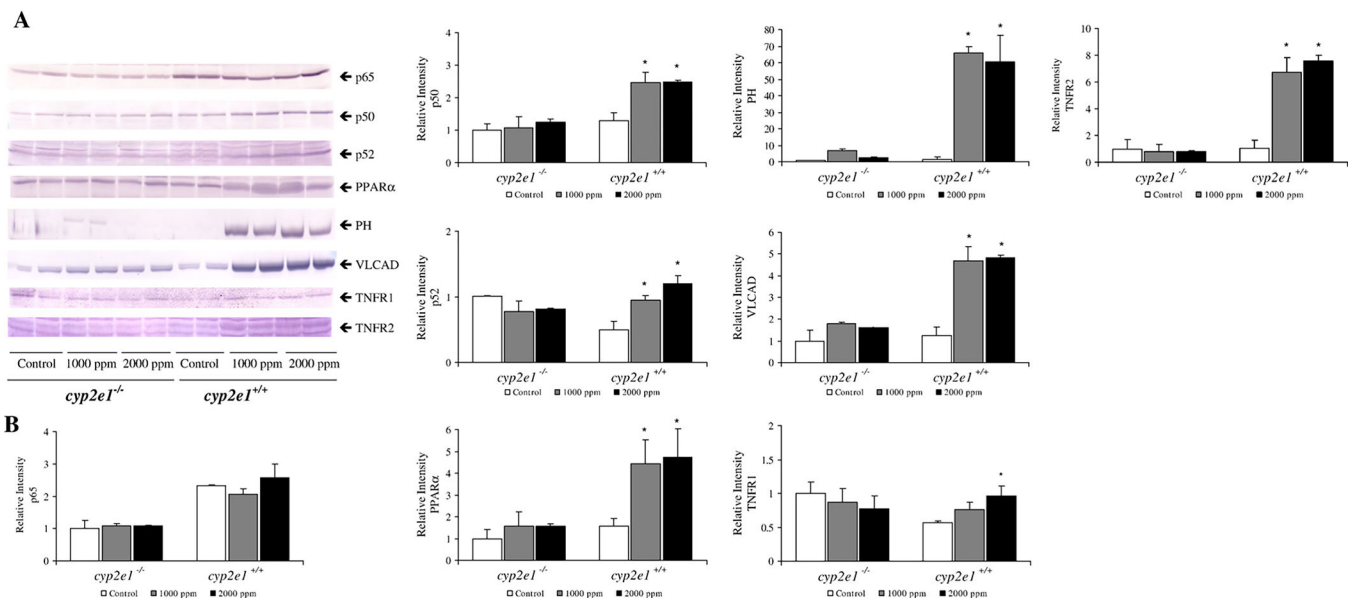 A
p65
p50
p52
PPARα
PH
VLCAD
TNFR1
TNFR2
Control 1000 ppm 2000 ppm Control 1000 ppm 2000 ppm
cyp2e1-/- cyp2e1+/+
Relative Intensity
p50
4
3
2
1
0
cyp2e1 -/- cyp2e1 +/+
Control 1000 ppm 2000 ppm
* *
Relative Intensity
PH
80
70
60
50
40
30
20
10
0
cyp2e1 -/- cyp2e1 +/+
Control 1000 ppm 2000 ppm
* *
Relative Intensity
TNFR2
10
8
6
4
2
0
cyp2e1 -/- cyp2e1 +/+
Control 1000 ppm 2000 ppm
* *
Relative Intensity
p52
2
1
0
cyp2e1 -/- cyp2e1 +/+
Control 1000 ppm 2000 ppm
* *
Relative Intensity
VLCAD
6
5
4
3
2
1
0
cyp2e1 -/- cyp2e1 +/+
Control 1000 ppm 2000 ppm
* *
B
Relative Intensity
p65
4
3
2
1
0
cyp2e1 -/- cyp2e1 +/+
Control 1000 ppm 2000 ppm
Relative Intensity
PPARα
6
5
4
3
2
1
0
cyp2e1 -/- cyp2e1 +/+
Control 1000 ppm 2000 ppm
* *
Relative Intensity
TNFR1
2
1.5
1
0.5
0
cyp2e1 -/- cyp2e1 +/+
Control 1000 ppm 2000 ppm
*